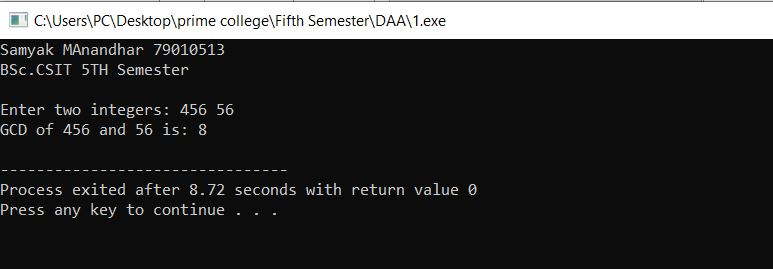 C:\Users\PC\Desktop\prime college\Fifth Semester\DAA\1.exe
Samyak MAnandhar 79010513
BSc.CSIT 5TH Semester
Enter two integers: 456 56
GCD of 456 and 56 is: 8
--------------------------------
Process exited after 8.72 seconds with return value 0
Press any key to continue . . .